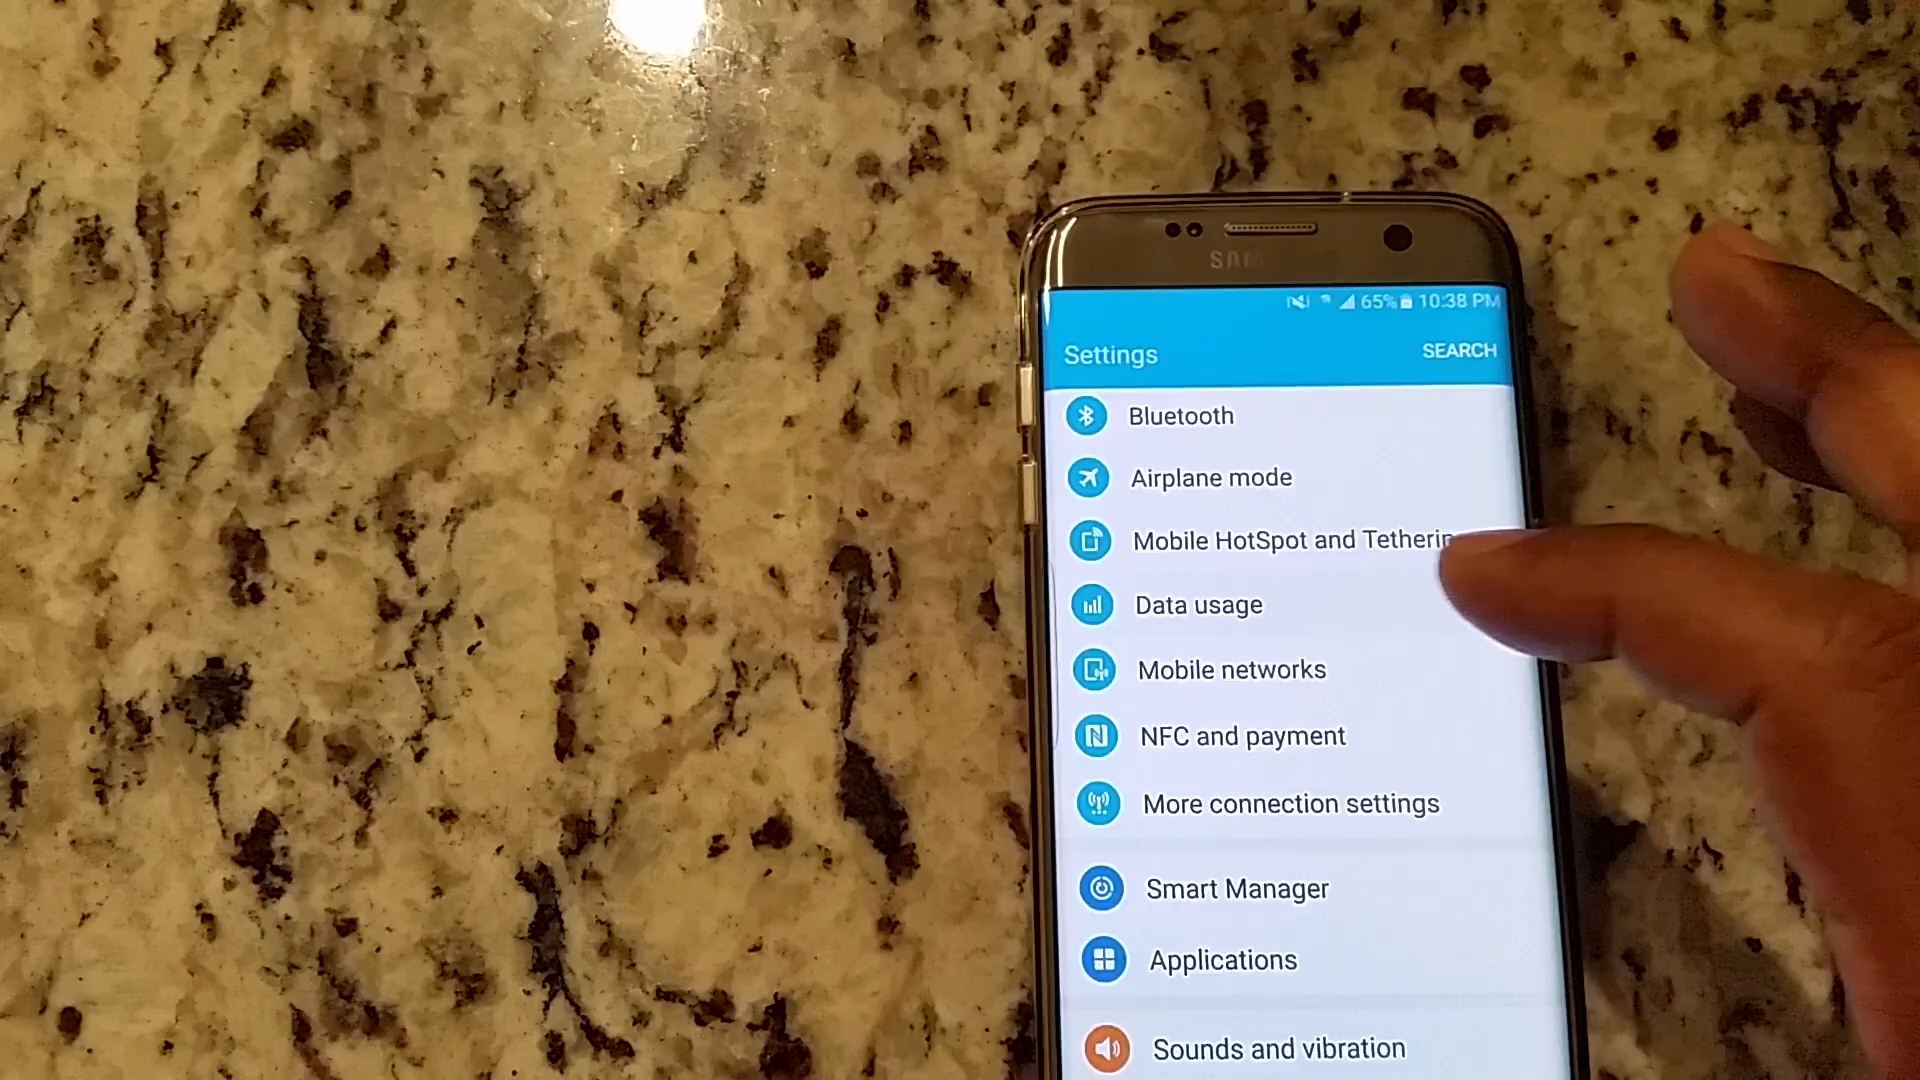 SAMS
65% 10:38 PM
Settings
SEARCH
Bluetooth
Airplane mode
Mobile HotSpot and Tetherin
Data usage
Mobile networks
NFC and payment
More connection settings
Smart Manager
Applications
Sounds and vibration